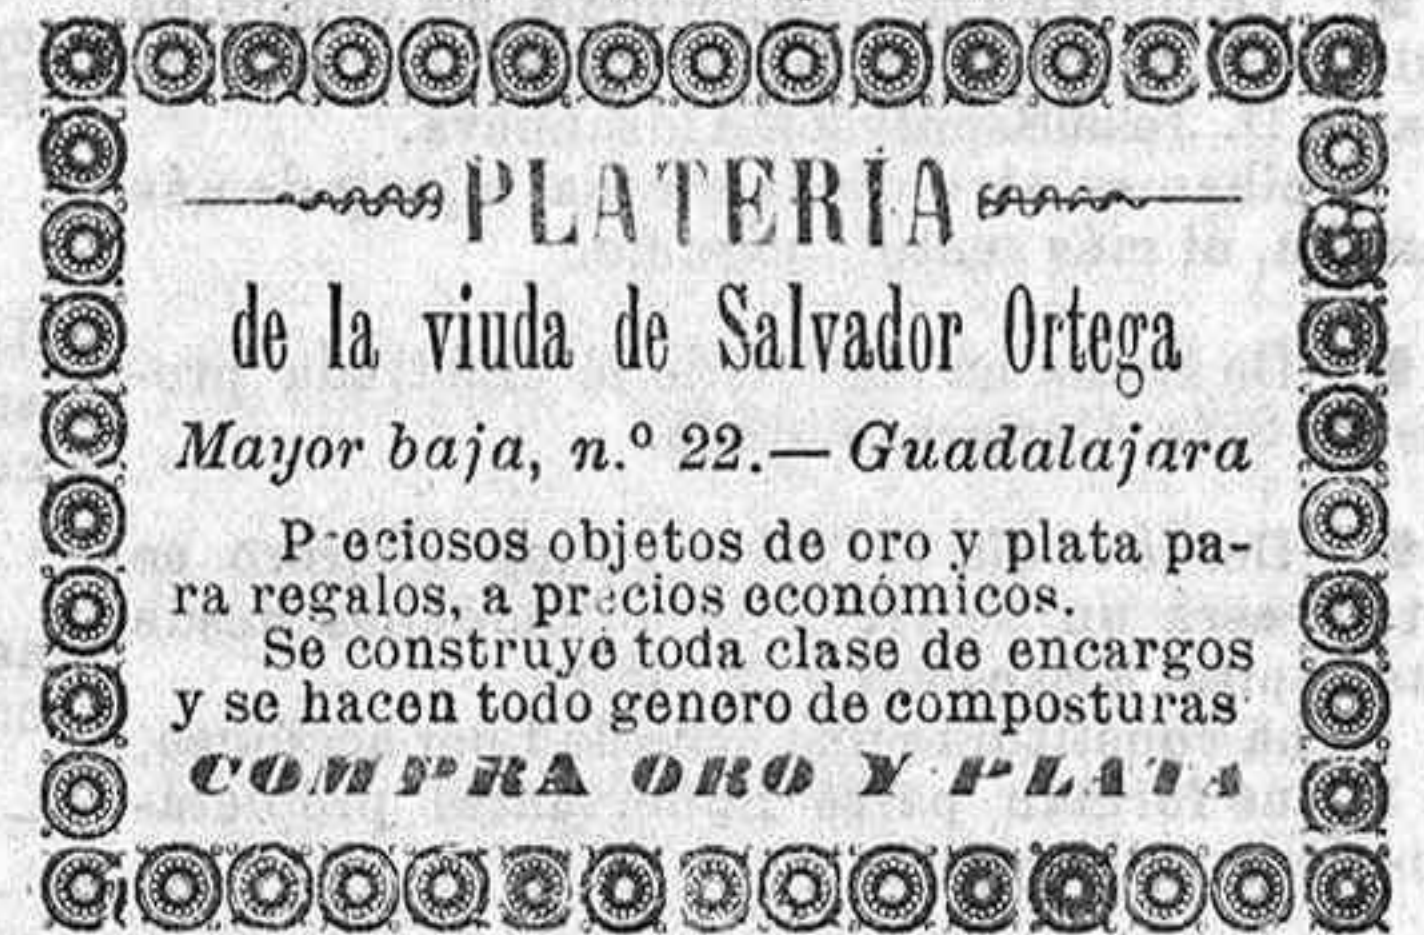 PLATERÍA
de la viuda de Salvador Ortega
Mayor baja, n.º 22.—Guadalajara
Preciosos objetos de oro y plata pa-
ra regalos, a precios económicos.
Se construye toda clase de encargos
y se hacen todo genero de composturas
COMPRA ORO Y PLATA